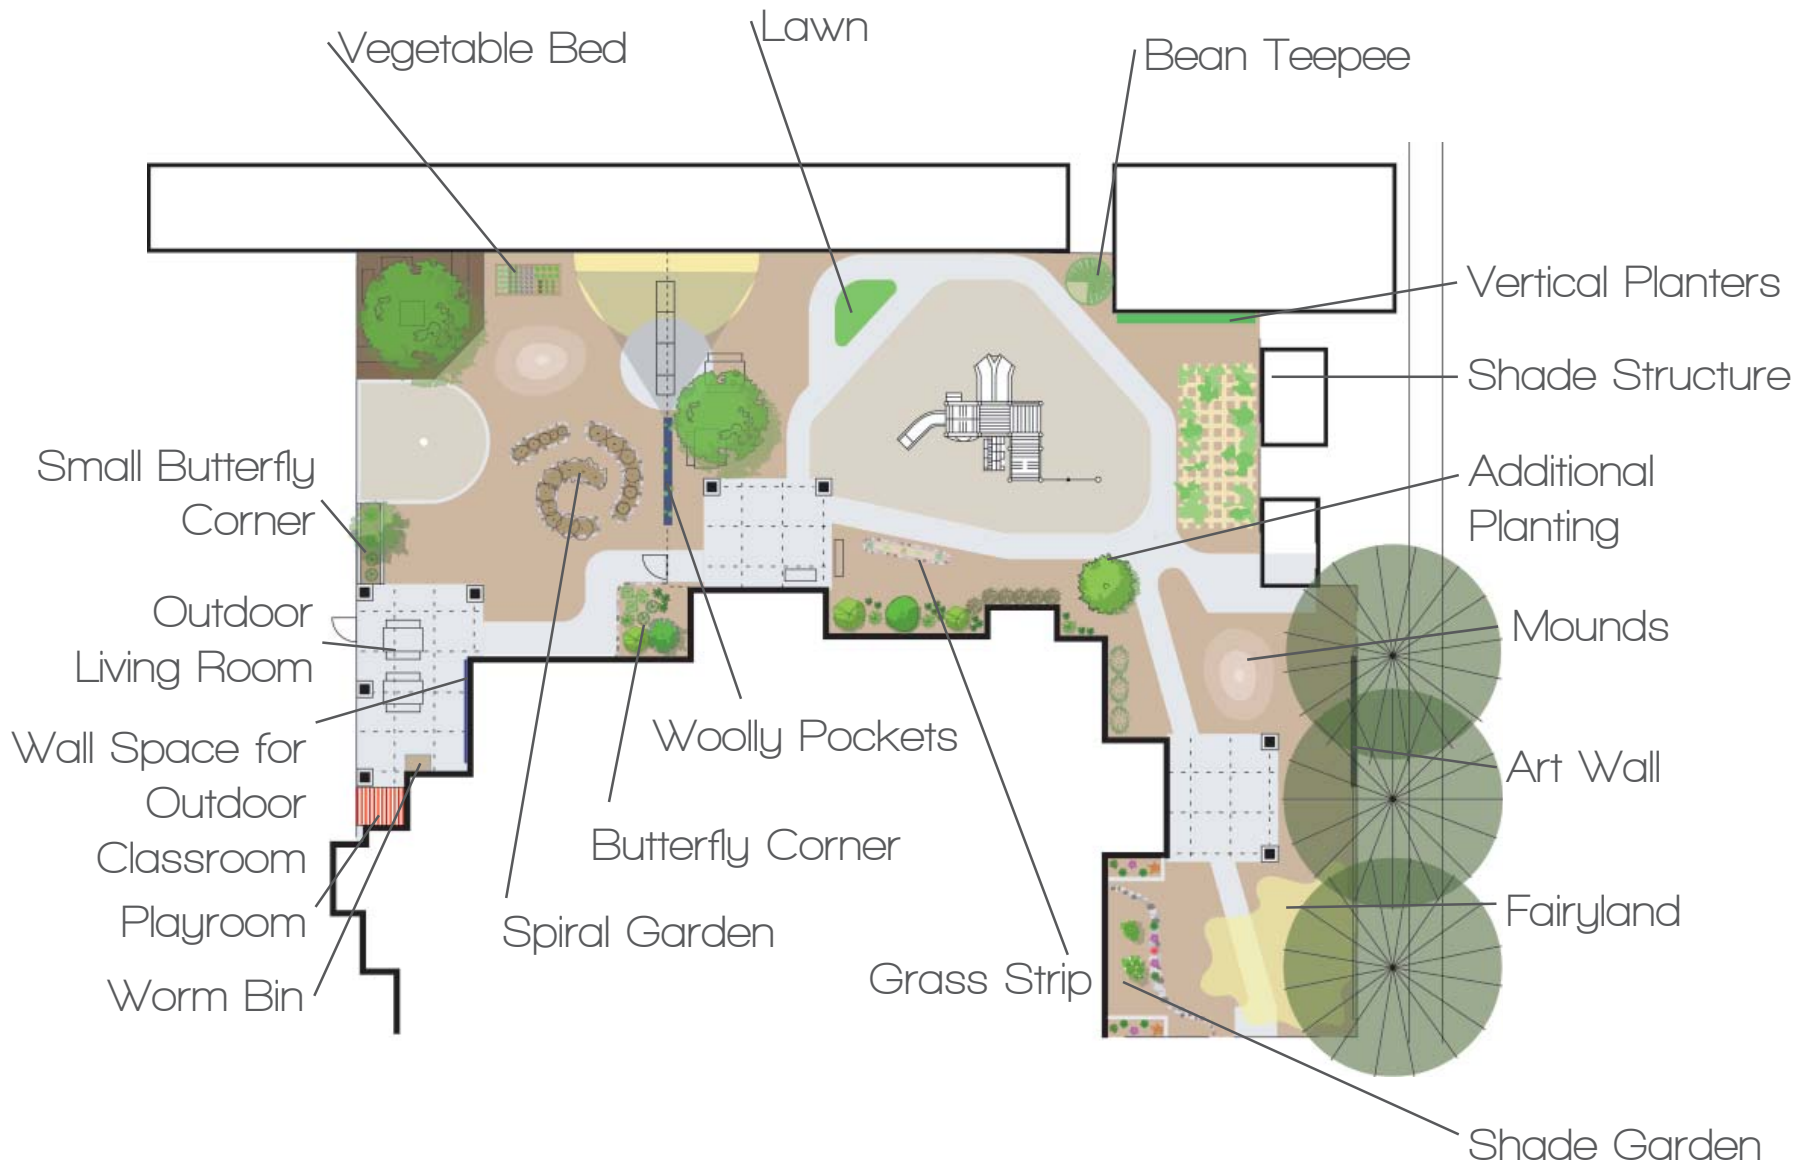 Lawn
Vegetable Bed
Bean Teepee
Vertical Planters
Shade Structure
Small Butterfly
Corner
Additional
Planting
Outdoor
Living Room
Mounds
Wall Space for
Outdoor
Classroom
Woolly Pockets
Art Wall
Butterfly Corner
Playroom
Spiral Garden
Fairyland
Grass Strip
Worm Bin
Shade Garden